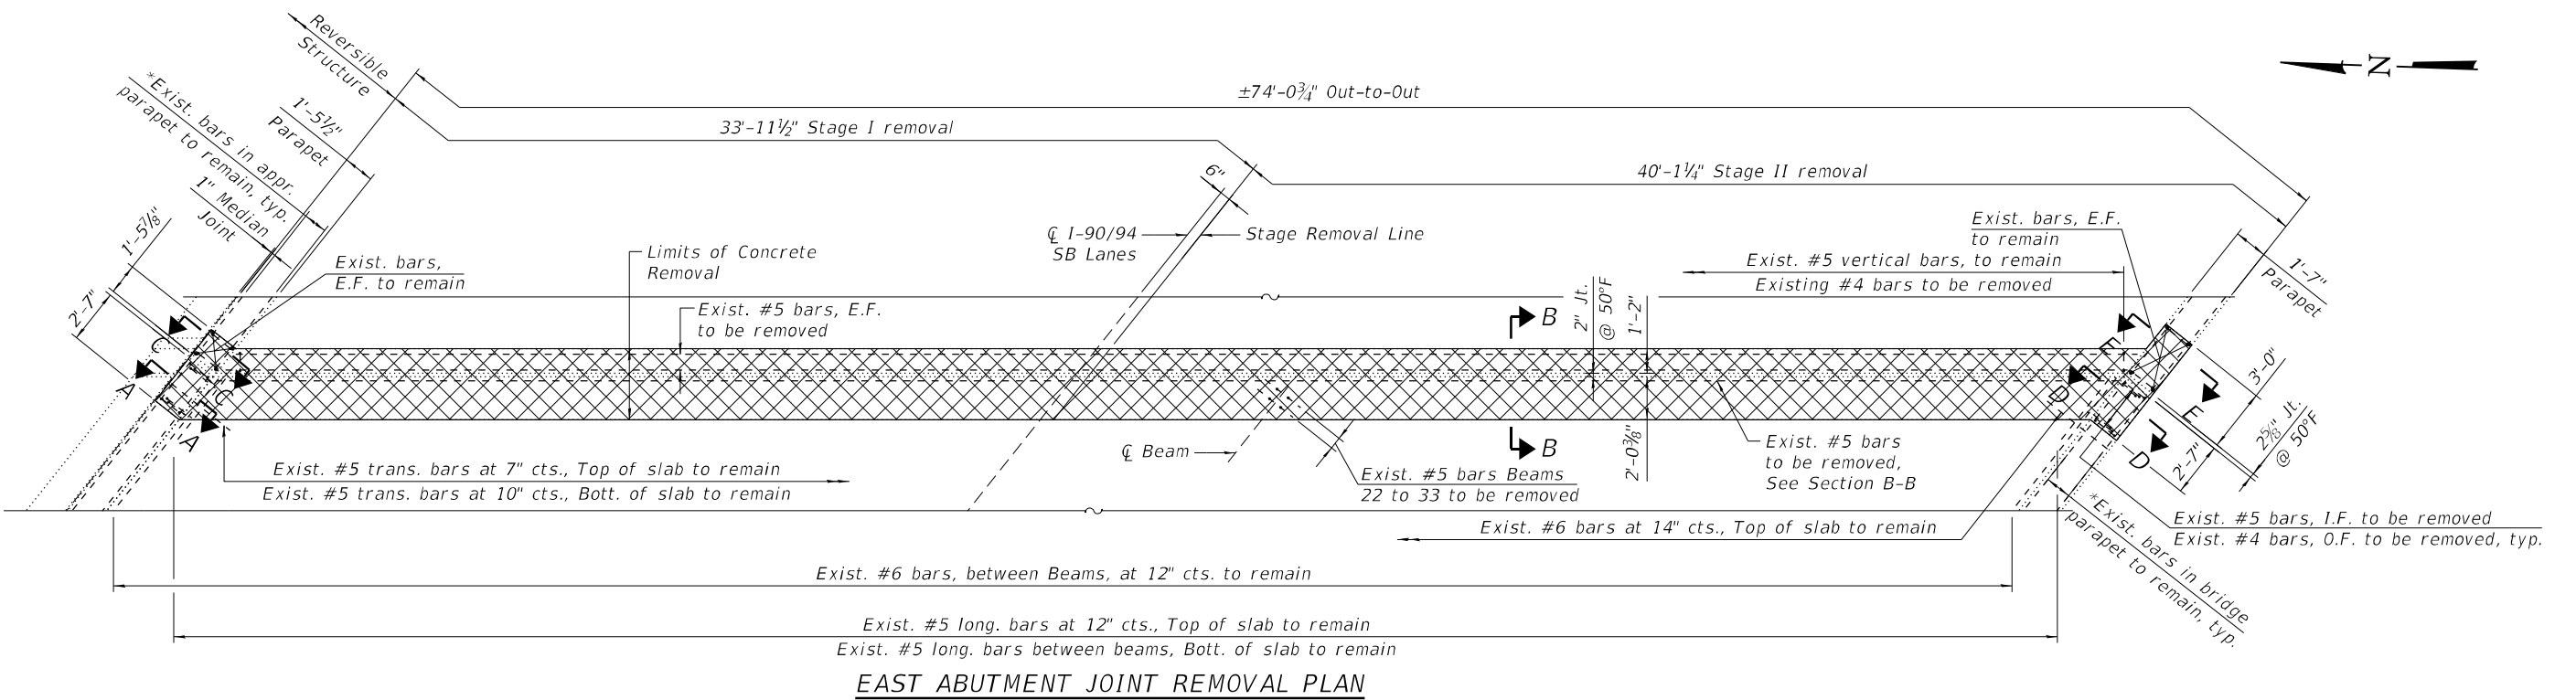 Reversible
Structure
*Exist. bars in appr.
parapet to remain, typ.
1'-5½"
Parapet
1" Median
Joint
1'-5⅞"
2'-7"
Exist. bars,
E.F. to remain
±74'-0¾" Out-to-Out
33'-11½" Stage I removal
40'-1¼" Stage II removal
6"
N
℄ I-90/94
SB Lanes
Stage Removal Line
Limits of Concrete
Removal
Exist. #5 bars, E.F.
to be removed
Exist. bars, E.F.
to remain
Exist. #5 vertical bars, to remain
Existing #4 bars to be removed
1'-7"
Parapet
2" Jt.
@ 50°F
1'-2"
2'-0⅜"
B
B
C
C
A
A
E
E
D
D
3'-0"
2⅝" Jt.
@ 50°F
2'-7"
℄ Beam
Exist. #5 bars Beams
22 to 33 to be removed
Exist. #5 bars
to be removed,
See Section B-B
Exist. #5 trans. bars at 7" cts., Top of slab to remain
Exist. #5 trans. bars at 10" cts., Bott. of slab to remain
Exist. #6 bars at 14" cts., Top of slab to remain
Exist. #5 bars, I.F. to be removed
Exist. #4 bars, O.F. to be removed, typ.
*Exist. bars in bridge
parapet to remain, typ.
Exist. #6 bars, between Beams, at 12" cts. to remain
Exist. #5 long. bars at 12" cts., Top of slab to remain
Exist. #5 long. bars between beams, Bott. of slab to remain
EAST ABUTMENT JOINT REMOVAL PLAN